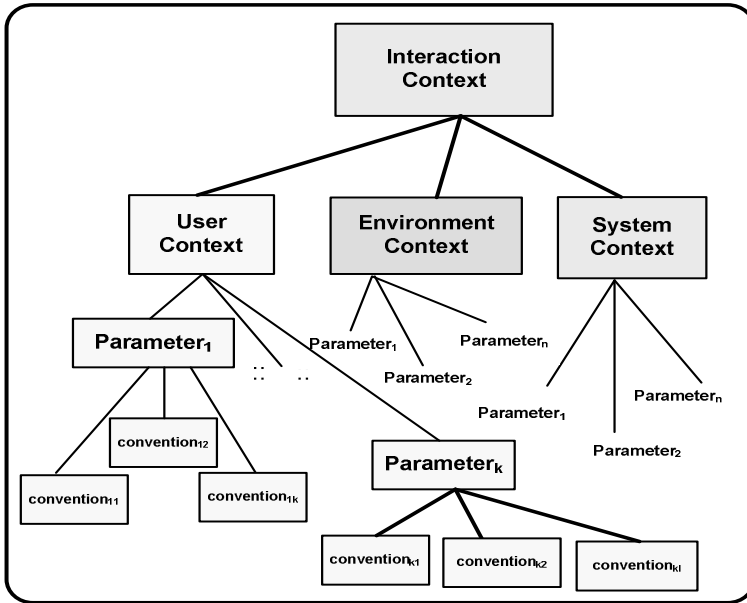 Interaction
Context
User
Context
Environment
Context
System
Context
Parameter₁
:: ..
Parameter₁
Parameter₂
Parameterₙ
Parameter₁
Parameter₂
Parameterₙ
convention₁₁
convention₁₂
convention₁ₖ
Parameterₖ
conventionₖ₁
conventionₖ₂
conventionₖₗ